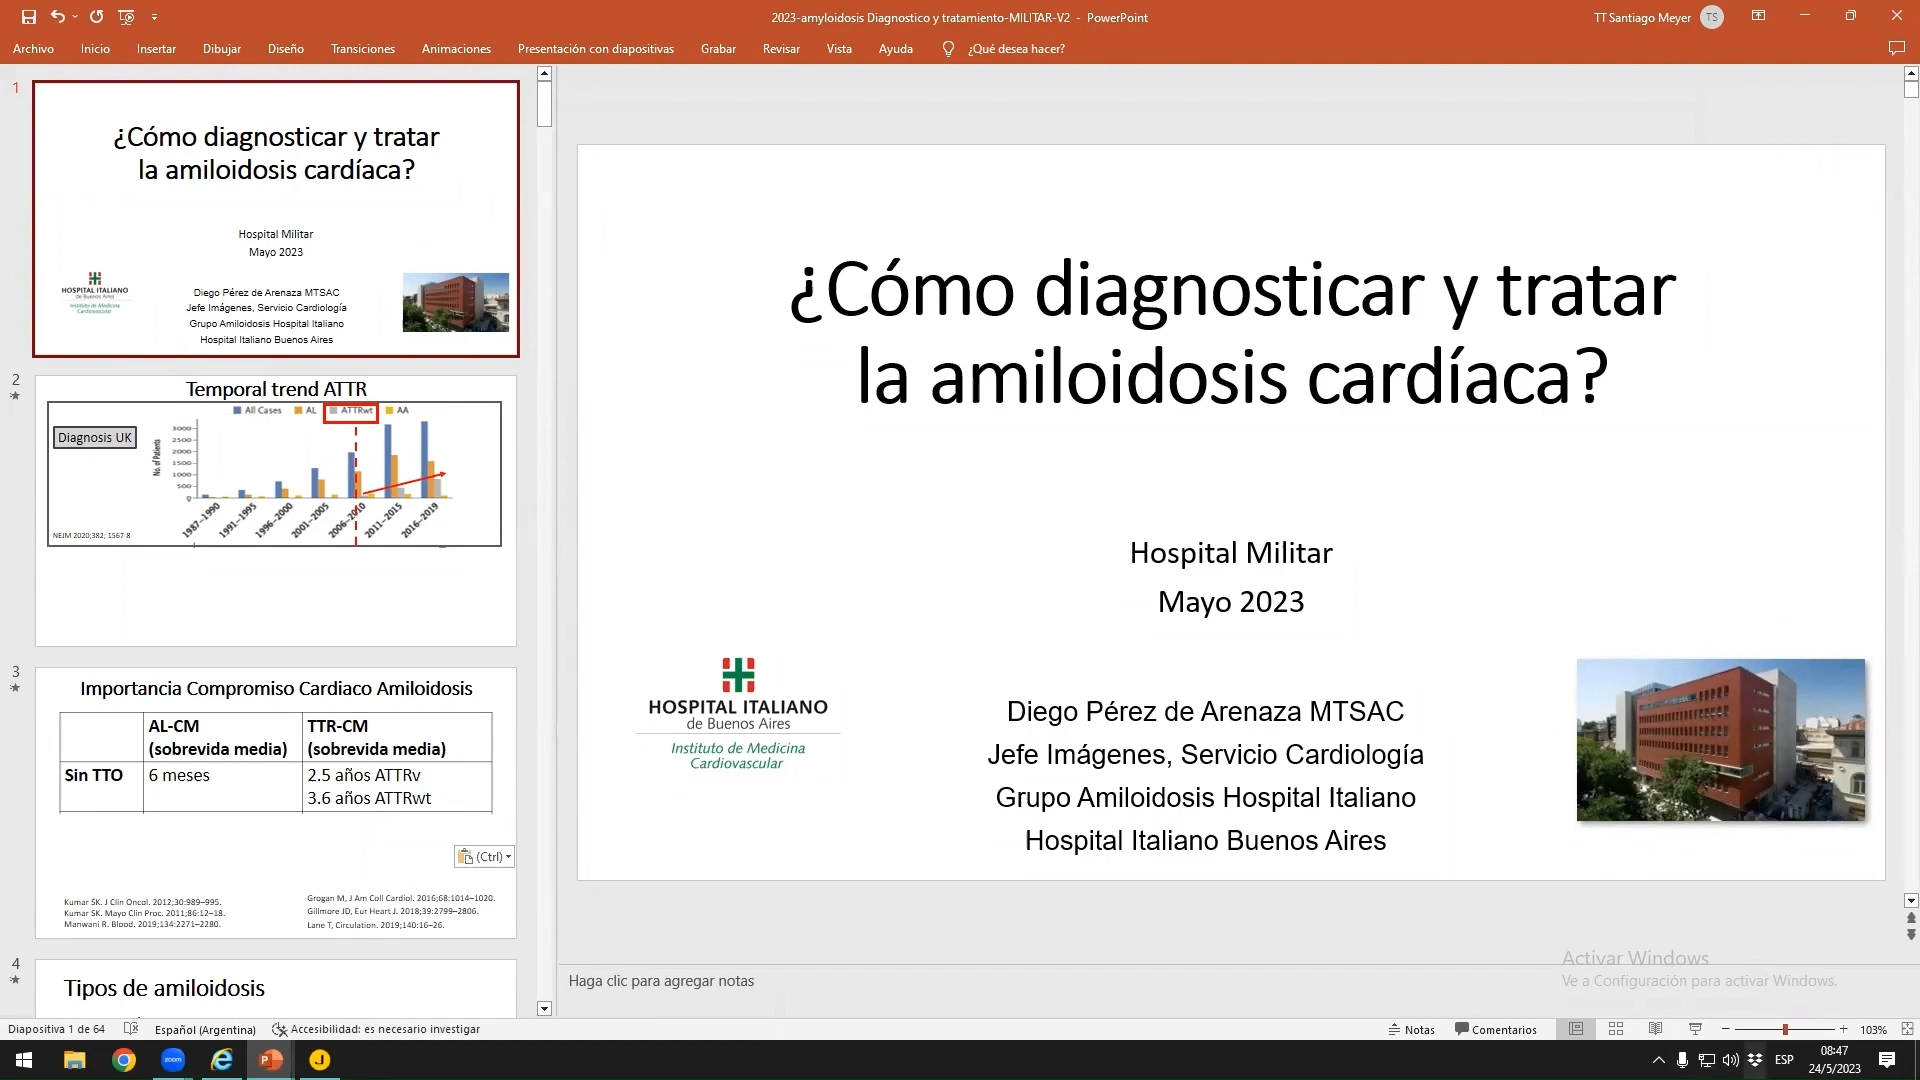 2023-amyloidosis Diagnostico y tratamiento-MILITAR-V2 - PowerPoint
TT Santiago Meyer
TS
Archivo
Inicio
Insertar
Dibujar
Diseño
Transiciones
Animaciones
Presentación con diapositivas
Grabar
Revisar
Vista
Ayuda
¿Qué desea hacer?
1
¿Cómo diagnosticar y tratar
la amiloidosis cardíaca?
Hospital Militar
Mayo 2023
HOSPITAL ITALIANO
de Buenos Aires
Instituto de Medicina
Cardiovascular
Diego Pérez de Arenaza MTSAC
Jefe Imágenes, Servicio Cardiología
Grupo Amiloidosis Hospital Italiano
Hospital Italiano Buenos Aires
2
Temporal trend ATTR
All Cases AL ATTRwt AA
Diagnosis UK
No. of Patients
3000
2500
2000
1500
1000
500
0
1987–1990
1991–1995
1996–2000
2001–2005
2006–2010
2011–2015
2016–2019
NEJM 2020;382; 1567-8
3
Importancia Compromiso Cardiaco Amiloidosis
AL-CM
(sobrevida media)
TTR-CM
(sobrevida media)
Sin TTO
6 meses
2.5 años ATTRv
3.6 años ATTRwt
(Ctrl)
Kumar SK. J Clin Oncol. 2012;30:989–995.
Kumar SK. Mayo Clin Proc. 2011;86:12–18.
Manwani R. Blood. 2019;134:2271–2280.
Grogan M, J Am Coll Cardiol. 2016;68:1014–1020.
Gillmore JD, Eur Heart J. 2018;39:2799–2806.
Lane T, Circulation. 2019;140:16–26.
4
Tipos de amiloidosis
¿Cómo diagnosticar y tratar
la amiloidosis cardíaca?
Hospital Militar
Mayo 2023
HOSPITAL ITALIANO
de Buenos Aires
Instituto de Medicina
Cardiovascular
Diego Pérez de Arenaza MTSAC
Jefe Imágenes, Servicio Cardiología
Grupo Amiloidosis Hospital Italiano
Hospital Italiano Buenos Aires
Activar Windows
Ve a Configuración para activar Windows.
Haga clic para agregar notas
Diapositiva 1 de 64
Español (Argentina)
Accesibilidad: es necesario investigar
Notas
Comentarios
103%
zoom
P
J
ESP
08:47
24/5/2023